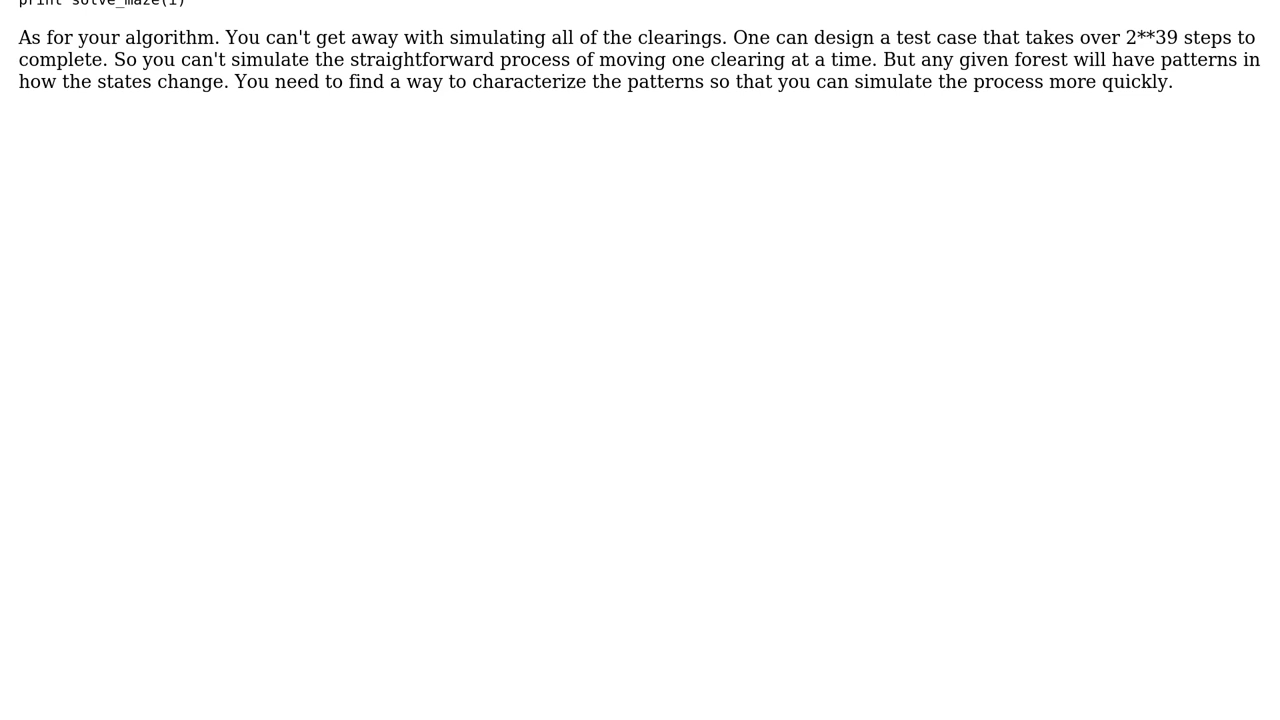 print solve_maze(i)
As for your algorithm. You can't get away with simulating all of the clearings. One can design a test case that takes over 2**39 steps to
complete. So you can't simulate the straightforward process of moving one clearing at a time. But any given forest will have patterns in
how the states change. You need to find a way to characterize the patterns so that you can simulate the process more quickly.